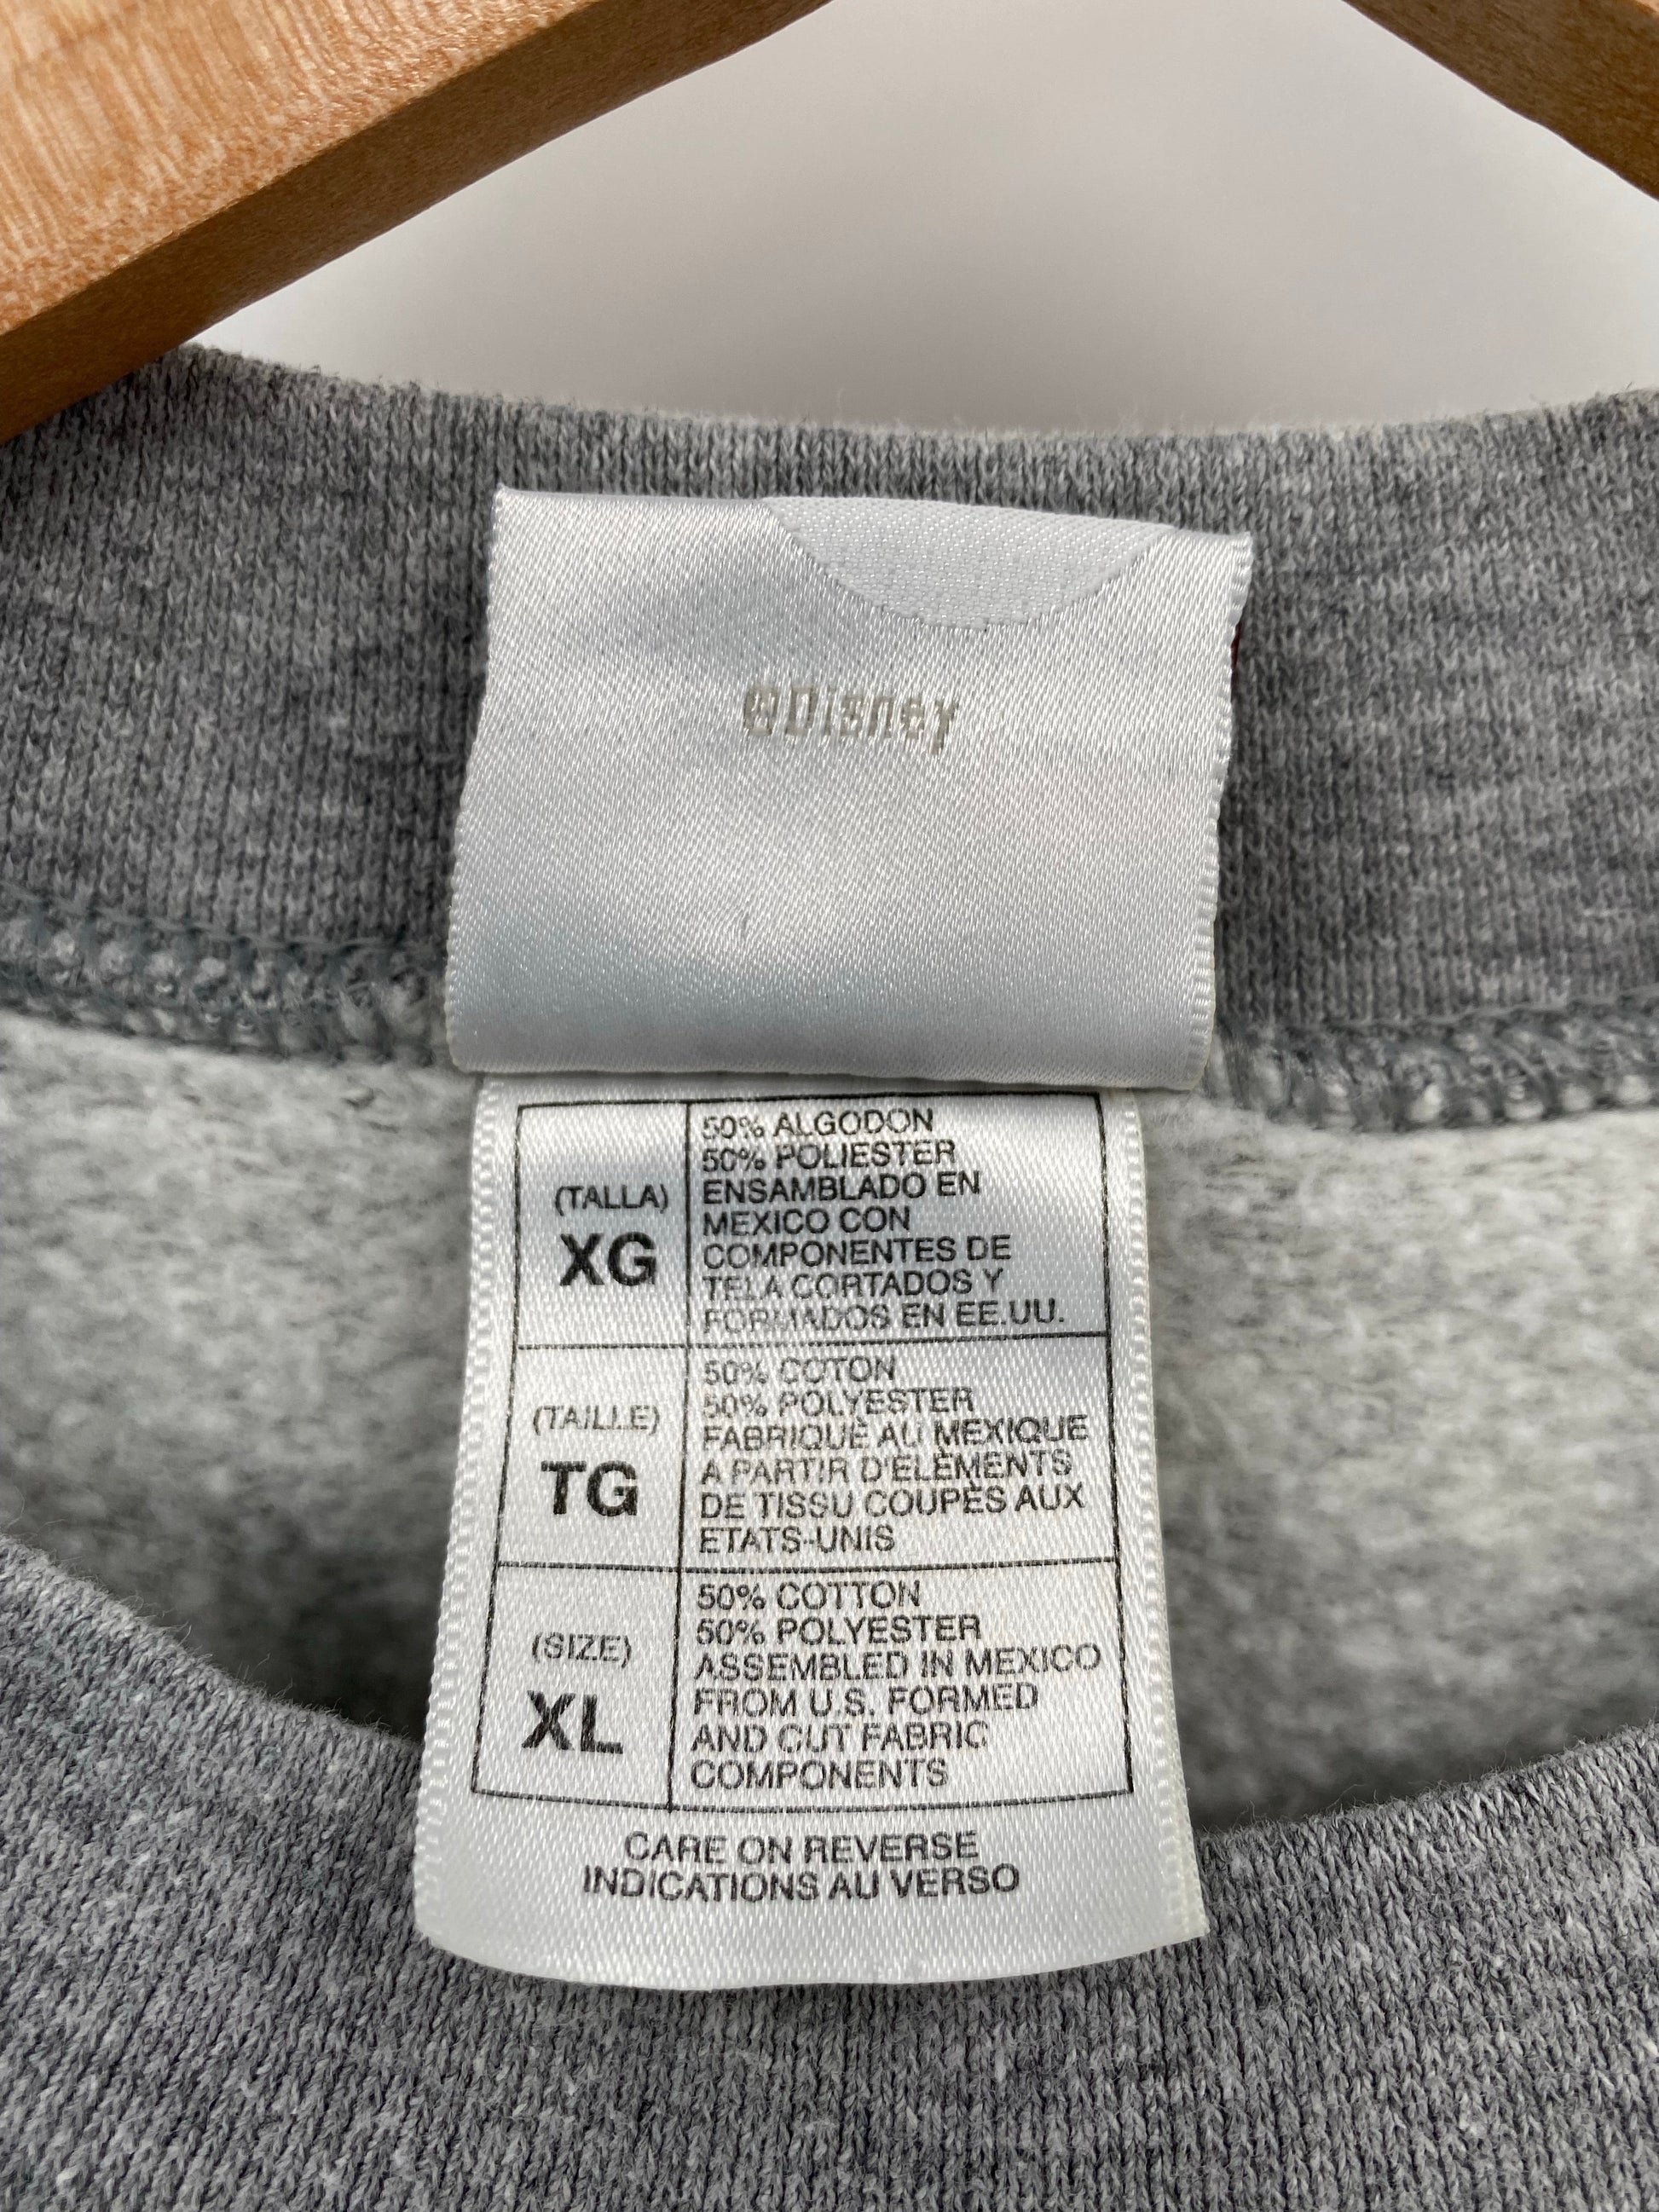 ©Disney
(TALLA)
XG
50% ALGODON
50% POLIESTER
ENSAMBLADO EN
MEXICO CON
COMPONENTES DE
TELA CORTADOS Y
FORMADOS EN EE.UU.
(TAILLE)
TG
50% COTON
50% POLYESTER
FABRIQUÉ AU MEXIQUE
A PARTIR D'ELÉMENTS
DE TISSU COUPÉS AUX
ETATS-UNIS
(SIZE)
XL
50% COTTON
50% POLYESTER
ASSEMBLED IN MEXICO
FROM U.S. FORMED
AND CUT FABRIC
COMPONENTS
CARE ON REVERSE
INDICATIONS AU VERSO